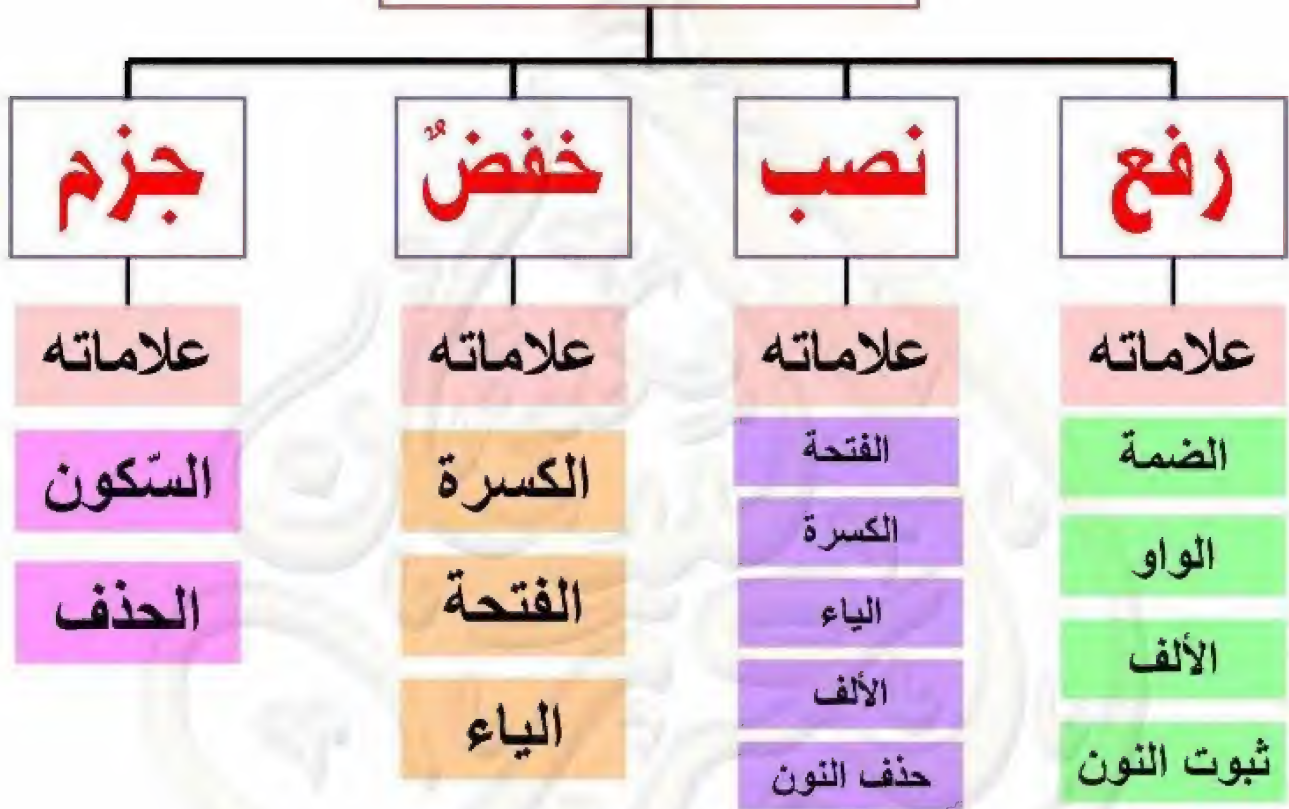 رفع
نصب
خفضٌ
جزم
علاماته
علاماته
علاماته
علاماته
الضمة
الواو
الألف
ثبوت النون
الفتحة
الكسرة
الياء
الألف
حذف النون
الكسرة
الفتحة
الياء
السّكون
الحذف